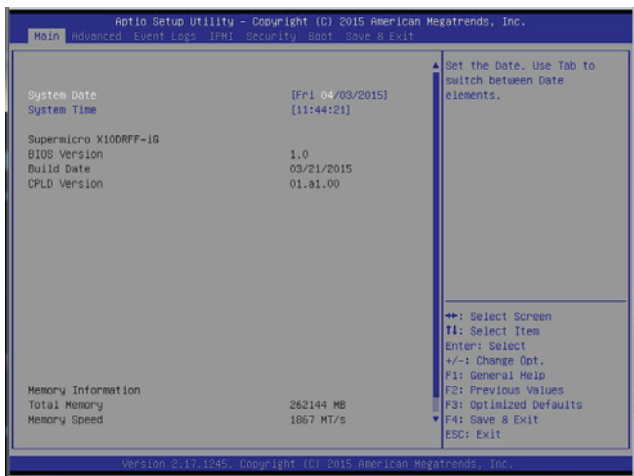 Aptio Setup Utility - Copyright (C) 2015 American Megatrends, Inc.
Main Advanced Event Logs IPMI Security Boot Save & Exit
System Date [Fri 04/03/2015]
System Time [11:44:21]
Supermicro X10DRFF-iG
BIOS Version 1.0
Build Date 03/21/2015
CPLD Version 01.a1.00
Memory Information
Total Memory 262144 MB
Memory Speed 1867 MT/s
Set the Date. Use Tab to
switch between Date
elements.
→←: Select Screen
↑↓: Select Item
Enter: Select
+/-: Change Opt.
F1: General Help
F2: Previous Values
F3: Optimized Defaults
F4: Save & Exit
ESC: Exit
Version 2.17.1245. Copyright (C) 2015 American Megatrends, Inc.